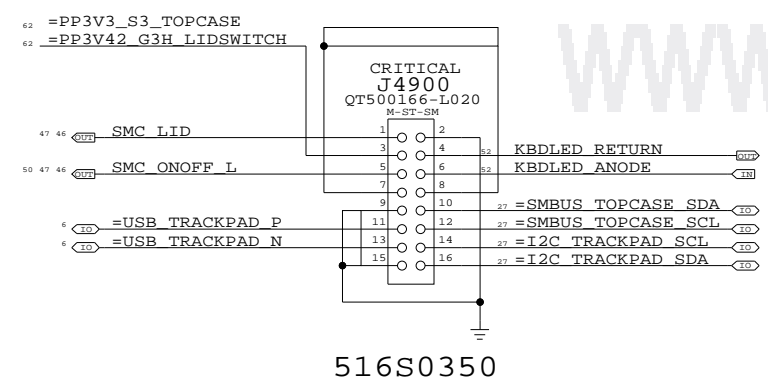 62 =PP3V3_S3_TOPCASE
62 =PP3V42_G3H_LIDSWITCH
CRITICAL
J4900
QT500166-L020
M-ST-SM
47 46 OUT SMC_LID 1 2
3 4 52 KBDLED_RETURN OUT
50 47 46 OUT SMC_ONOFF_L 5 6 52 KBDLED_ANODE IN
7 8
9 10 27 =SMBUS_TOPCASE_SDA IO
6 IO =USB_TRACKPAD_P 11 12 27 =SMBUS_TOPCASE_SCL IO
6 IO =USB_TRACKPAD_N 13 14 27 =I2C_TRACKPAD_SCL IO
15 16 27 =I2C_TRACKPAD_SDA IO
516S0350